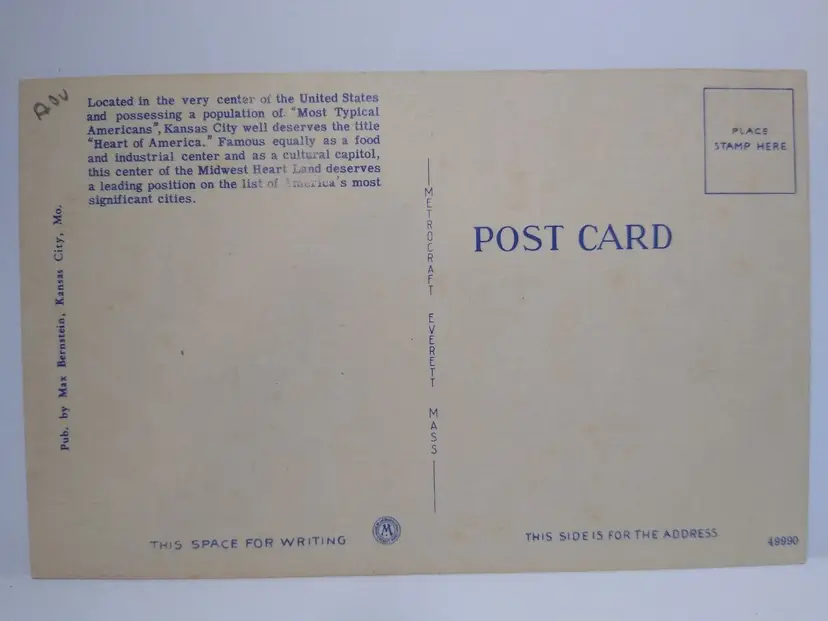 Located in the very center of the United States
and possessing a population of "Most Typical
Americans", Kansas City well deserves the title
"Heart of America." Famous equally as a food
and industrial center and as a cultural capitol,
this center of the Midwest Heart Land deserves
a leading position on the list of America's most
significant cities.
Pub. by Max Bernstein, Kansas City, Mo.
THIS SPACE FOR WRITING
M
METROCRAFT EVERETT MASS
PLACE
STAMP HERE
POST CARD
THIS SIDE IS FOR THE ADDRESS
49990